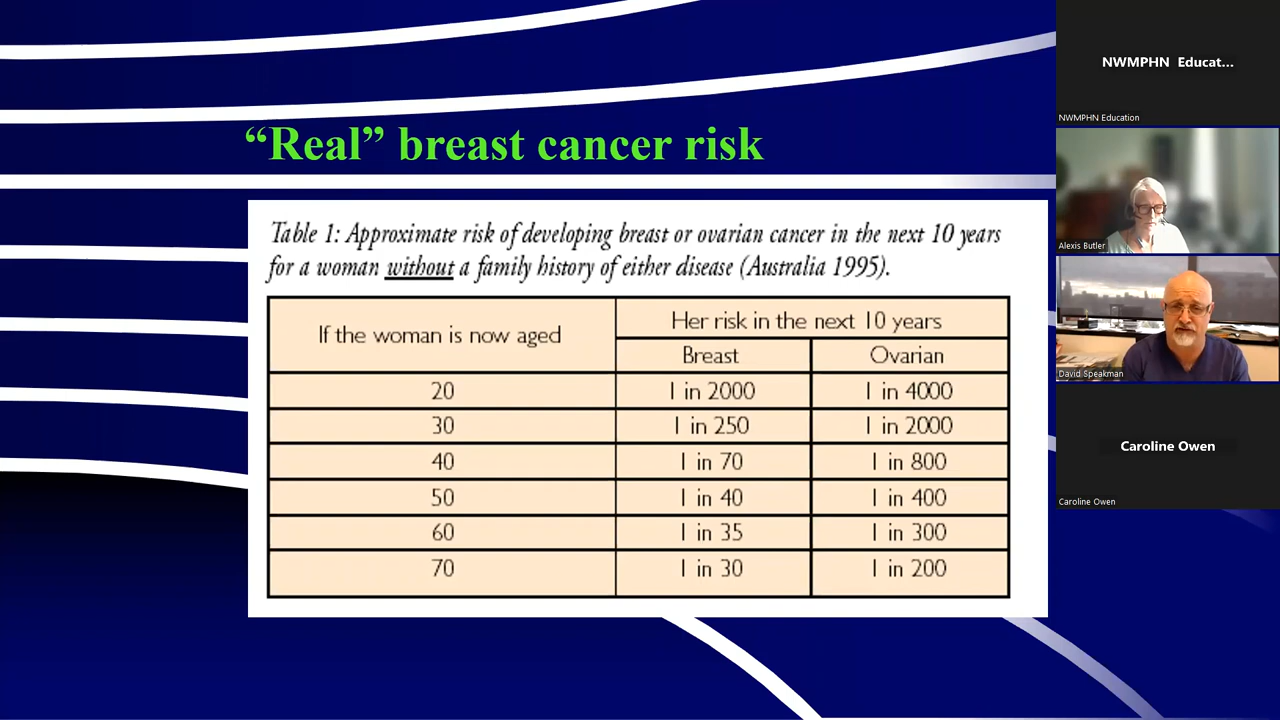 “Real” breast cancer risk
Table 1: Approximate risk of developing breast or ovarian cancer in the next 10 years
for a woman without a family history of either disease (Australia 1995).
If the woman is now aged
Her risk in the next 10 years
Breast
Ovarian
20 1 in 2000 1 in 4000
30 1 in 250 1 in 2000
40 1 in 70 1 in 800
50 1 in 40 1 in 400
60 1 in 35 1 in 300
70 1 in 30 1 in 200
NWMPHN Educat...
NWMPHN Education
Alexis Butler
David Speakman
Caroline Owen
Caroline Owen